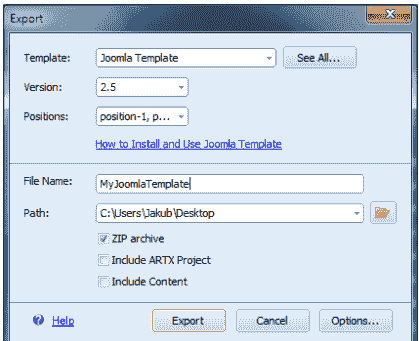 Export
Template: Joomla Template See All...
Version: 2.5
Positions: position-1, p...
How to Install and Use Joomla Template
File Name: MyJoomlaTemplate
Path: C:\Users\Jakub\Desktop
ZIP archive
Include ARTX Project
Include Content
? Help Export Cancel Options...